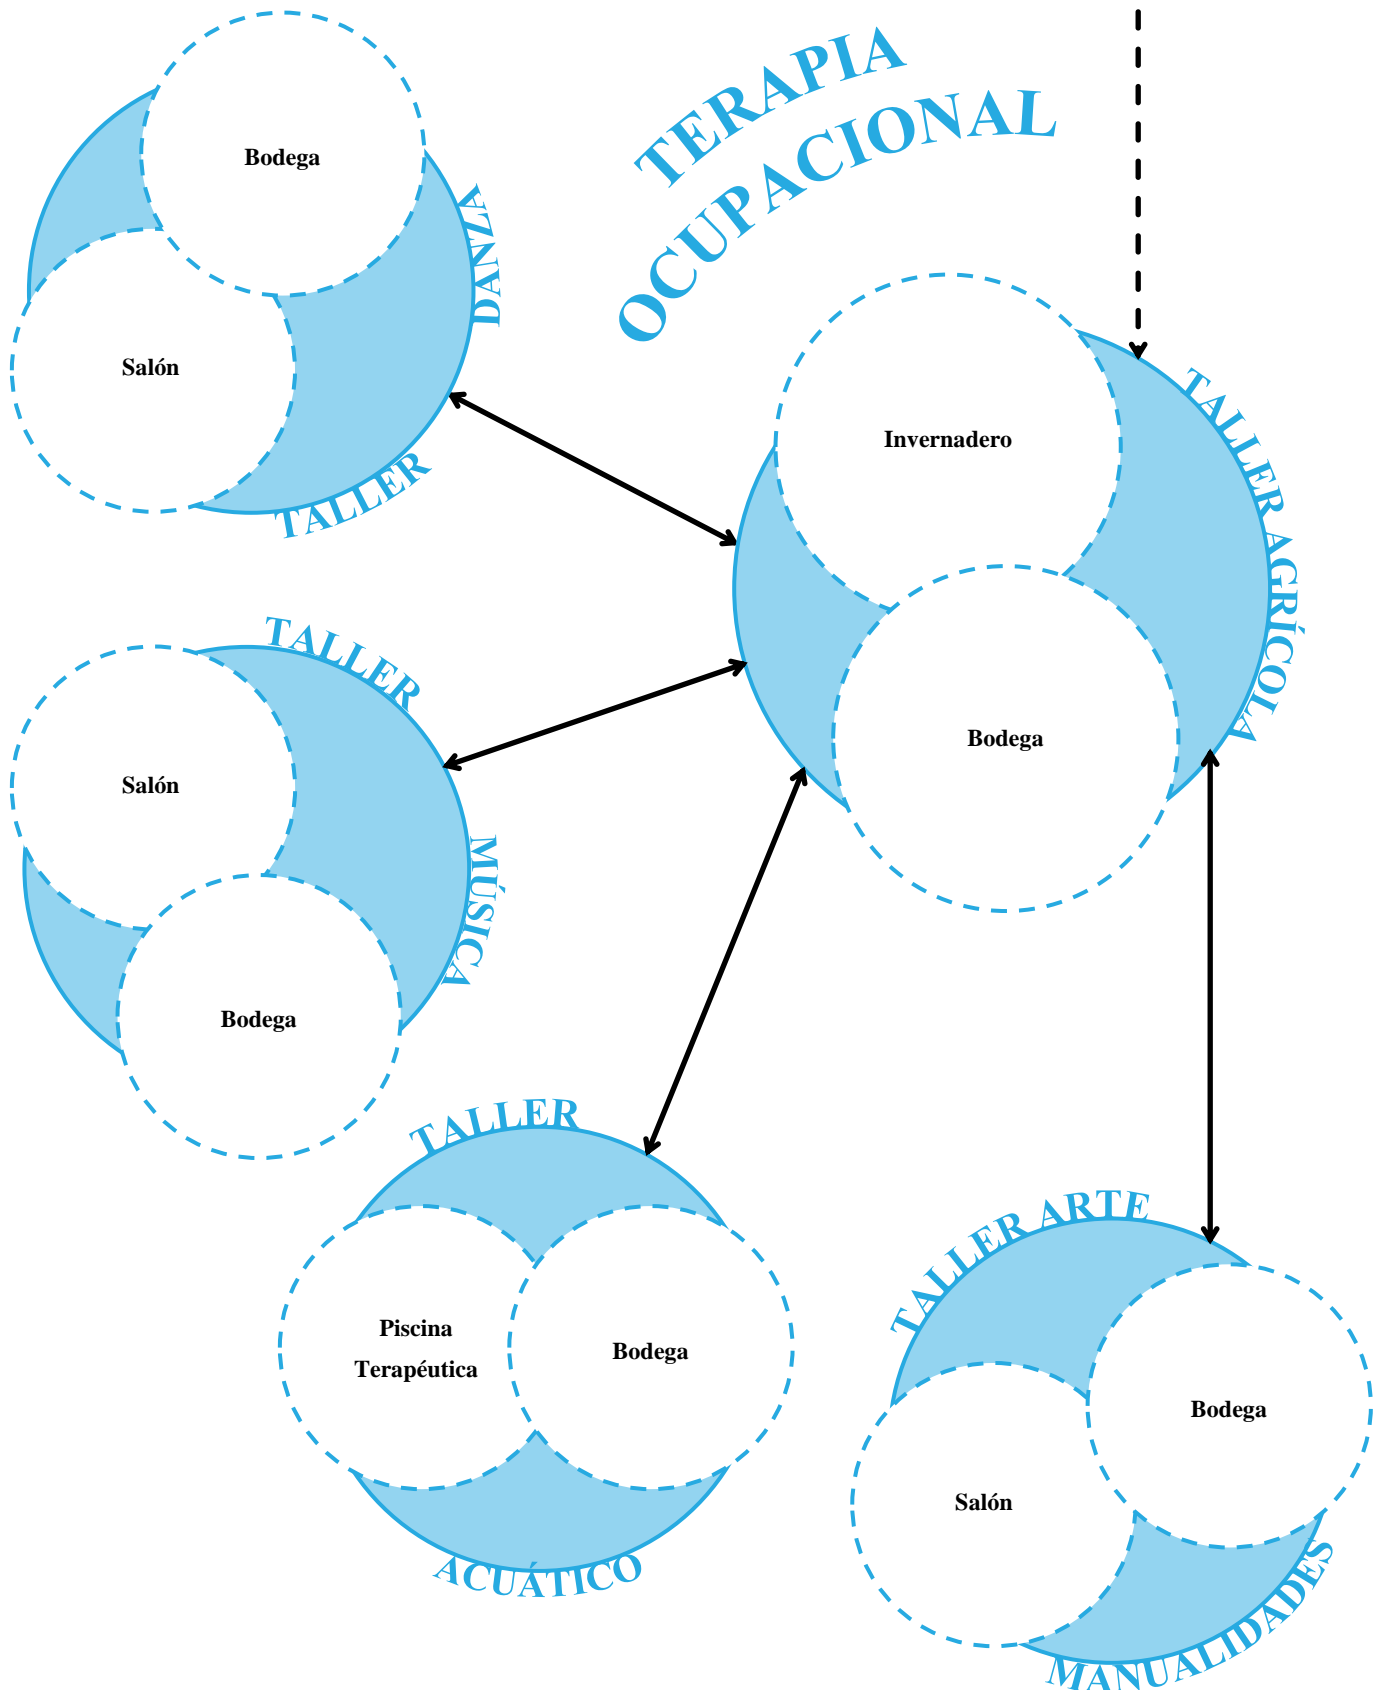 TERAPIA
OCUPACIONAL
Bodega
Salón
TALLER DANZA
Invernadero
Bodega
TALLER AGRÍCOLA
TALLER MÚSICA
Salón
Bodega
TALLER
Piscina
Terapéutica
Bodega
ACUÁTICO
TALLER ARTE
Bodega
Salón
MANUALIDADES